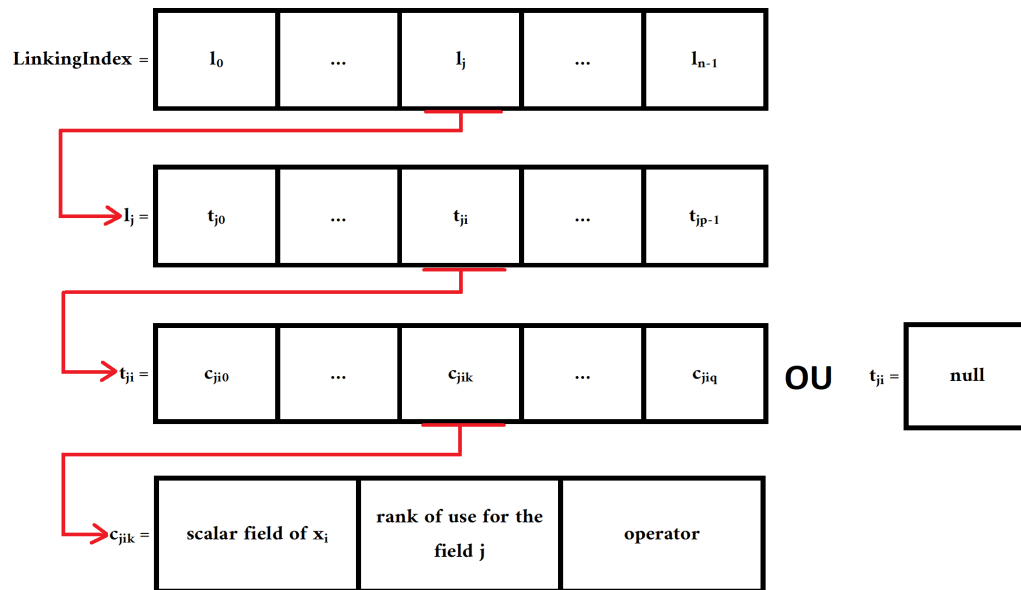 LinkingIndex = l₀ ... lⱼ ... lₙ₋₁
lⱼ = tⱼ₀ ... tⱼᵢ ... tⱼₚ₋₁
tⱼᵢ = cⱼᵢ₀ ... cⱼᵢₖ ... c_jiq OU tⱼᵢ = null
cⱼᵢₖ = scalar field of xᵢ rank of use for the
field j operator